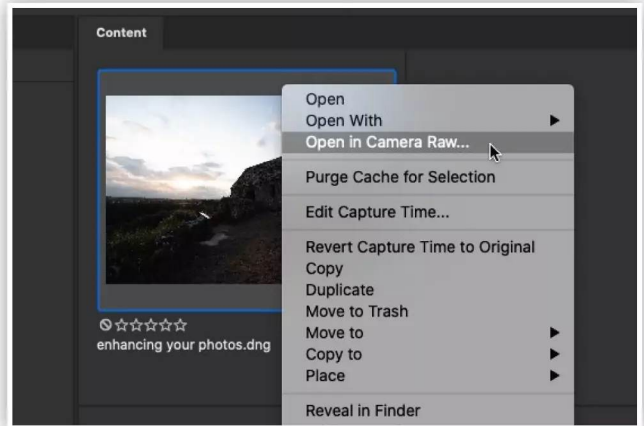 Content
Open
Open With
Open in Camera Raw...
Purge Cache for Selection
Edit Capture Time...
Revert Capture Time to Original
Copy
Duplicate
Move to Trash
Move to
Copy to
Place
Reveal in Finder
enhancing your photos.dng